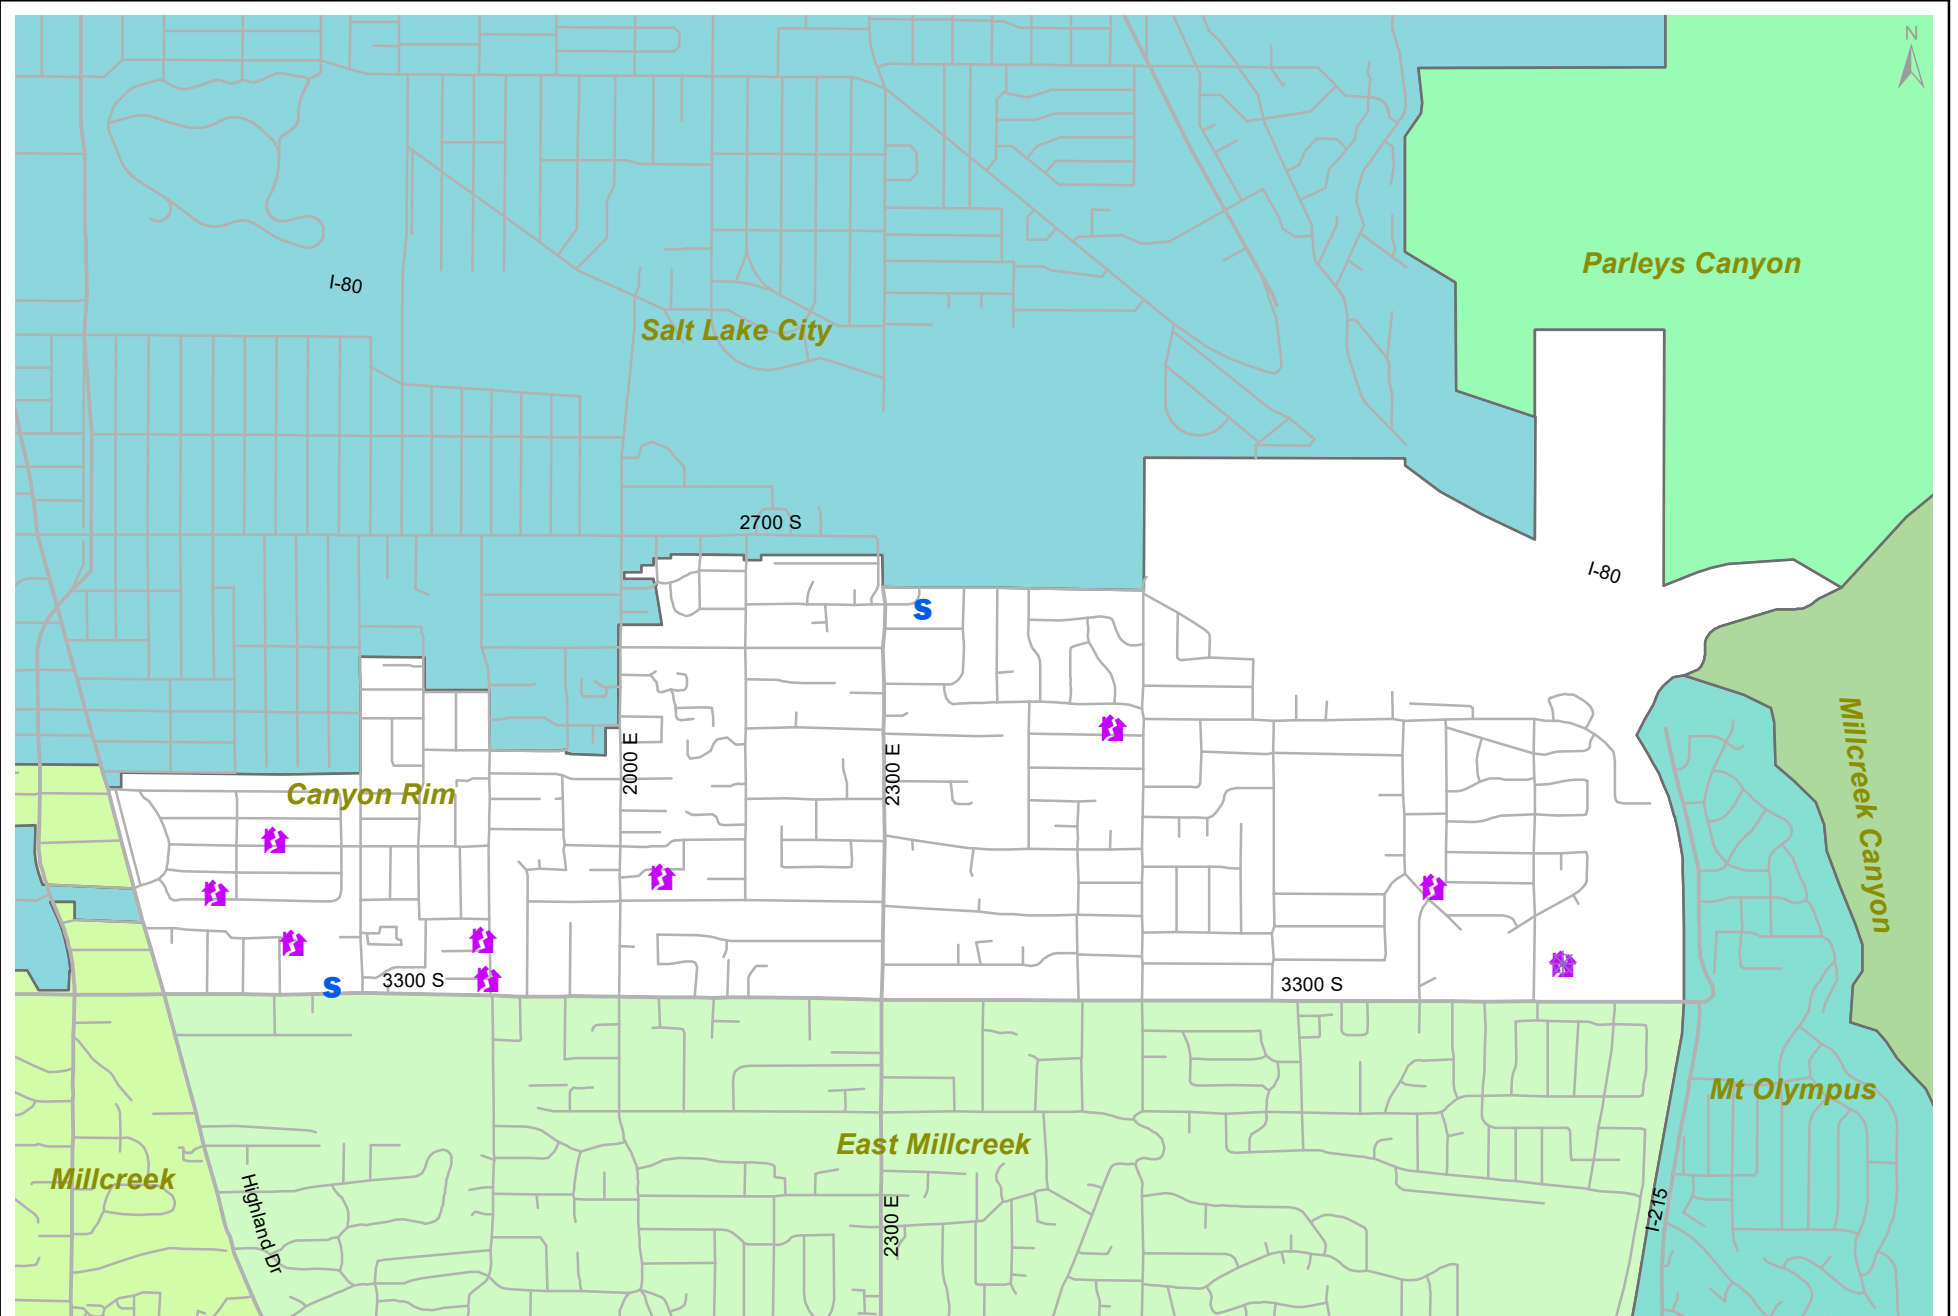 N
Parleys Canyon
I-80
Salt Lake City
2700 S
I-80
S
Millcreek Canyon
2000 E
2300 E
Canyon Rim
3300 S
S
3300 S
Mt Olympus
East Millcreek
Millcreek
Highland Dr
2300 E
I-215